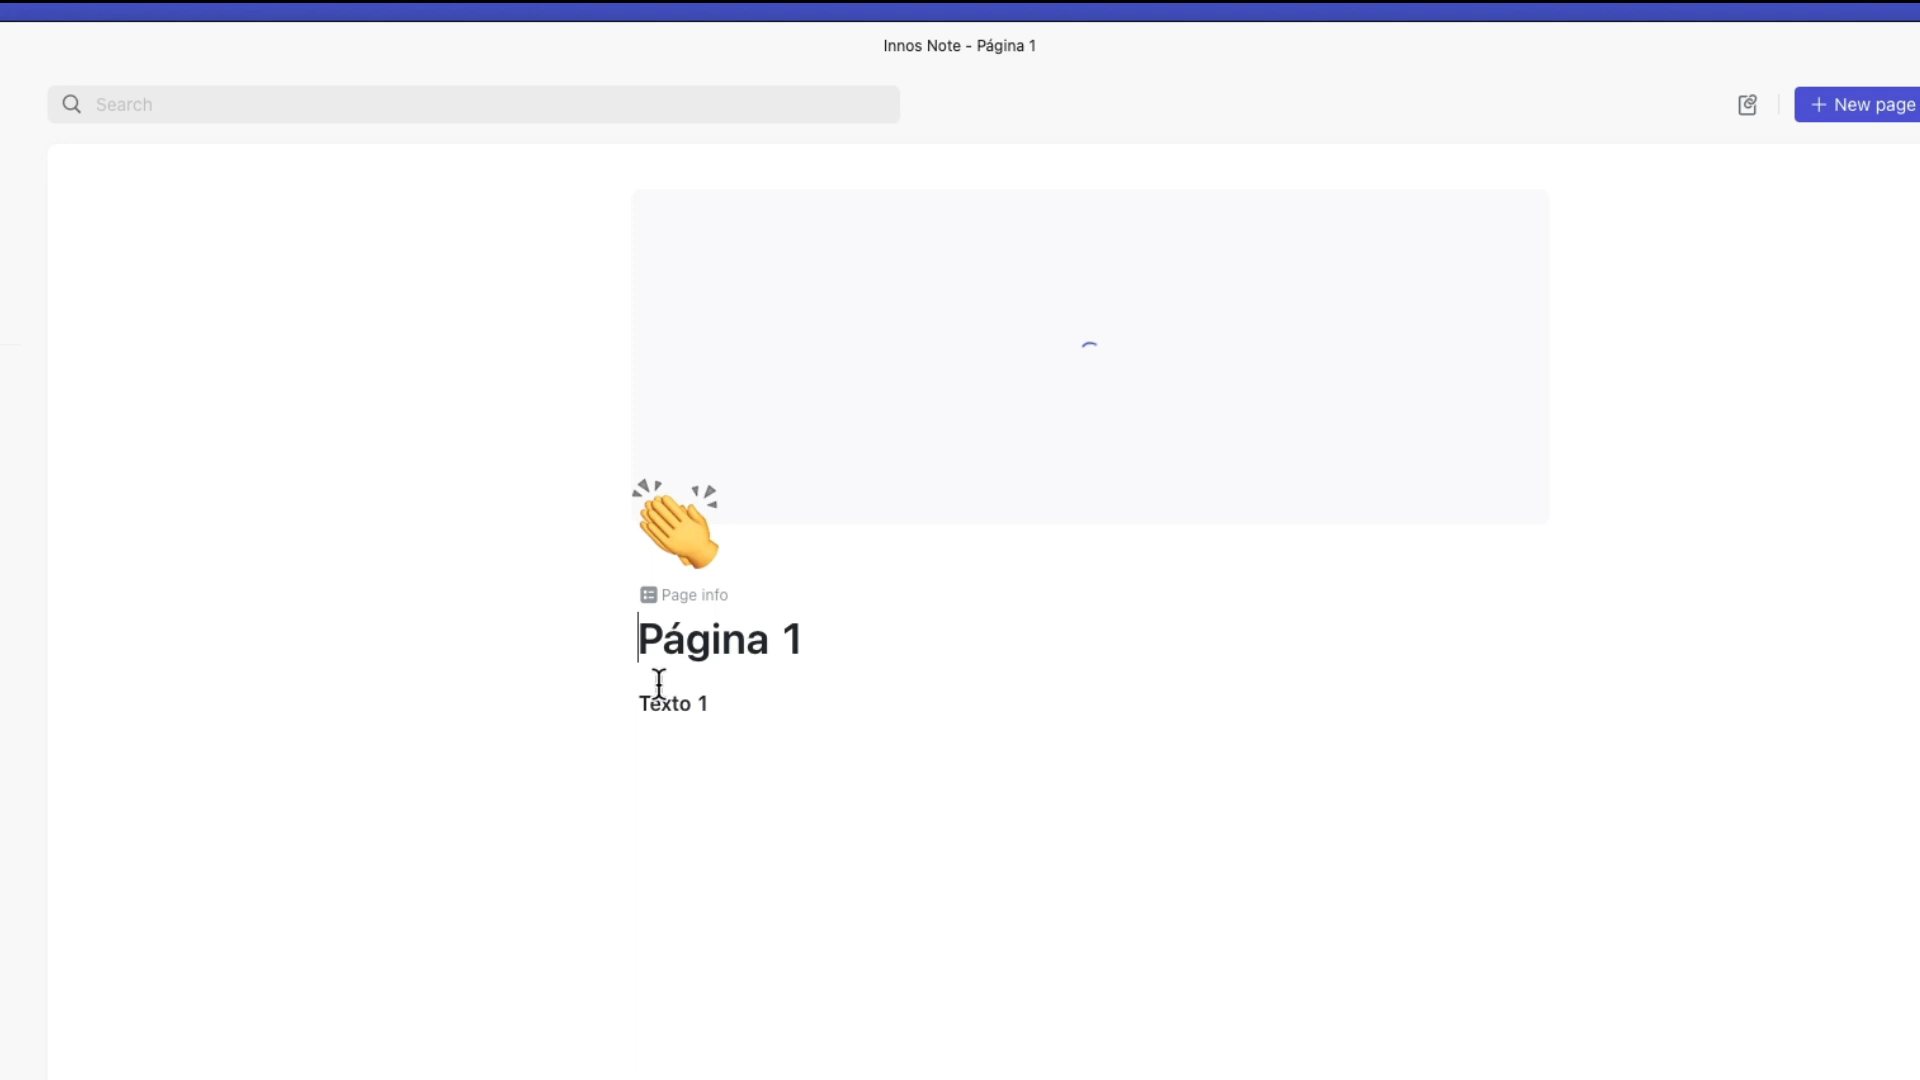 Innos Note - Página 1
Search
+ New page
Page info
Página 1
Texto 1